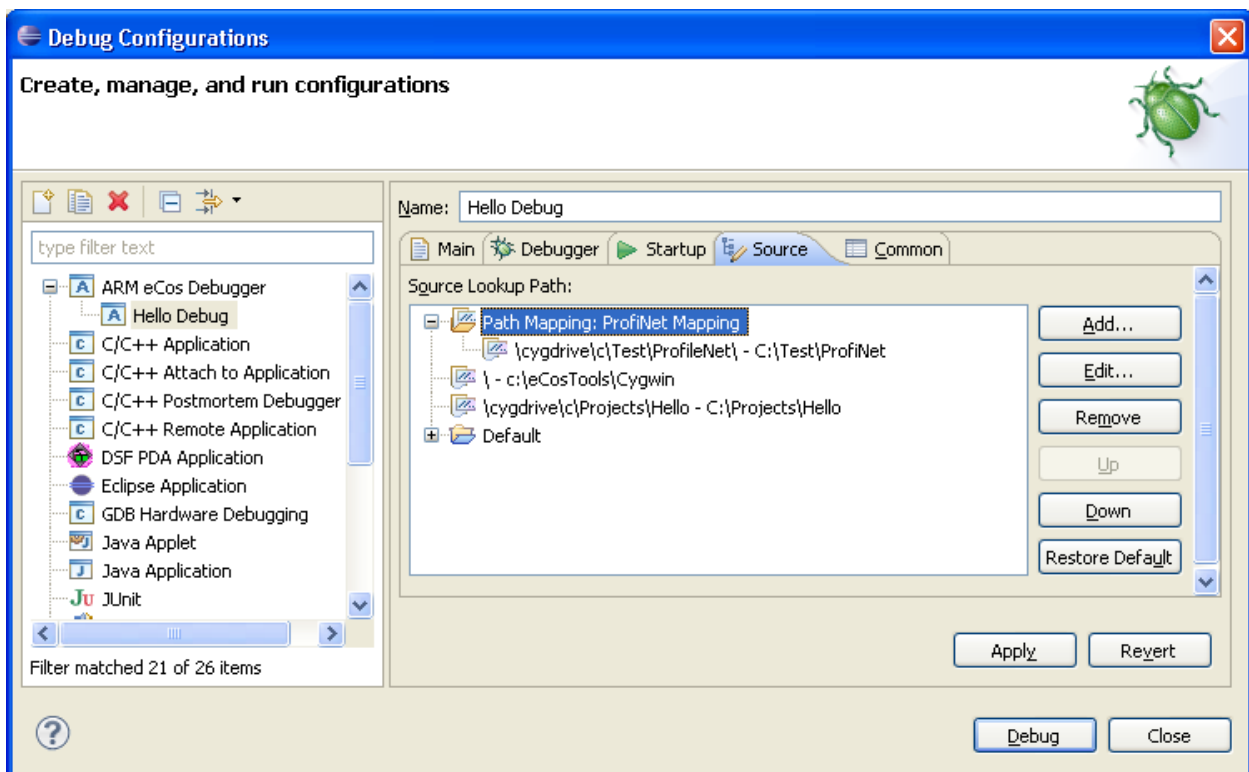 Debug Configurations
Create, manage, and run configurations
type filter text
ARM eCos Debugger
Hello Debug
C/C++ Application
C/C++ Attach to Application
C/C++ Postmortem Debugger
C/C++ Remote Application
DSF PDA Application
Eclipse Application
GDB Hardware Debugging
Java Applet
Java Application
JUnit
Filter matched 21 of 26 items
Name: Hello Debug
Main Debugger Startup Source Common
Source Lookup Path:
Path Mapping: ProfiNet Mapping
\cygdrive\c\Test\ProfileNet\ - C:\Test\ProfiNet
\ - c:\eCosTools\Cygwin
\cygdrive\c\Projects\Hello - C:\Projects\Hello
Default
Add...
Edit...
Remove
Up
Down
Restore Default
Apply Revert
Debug Close